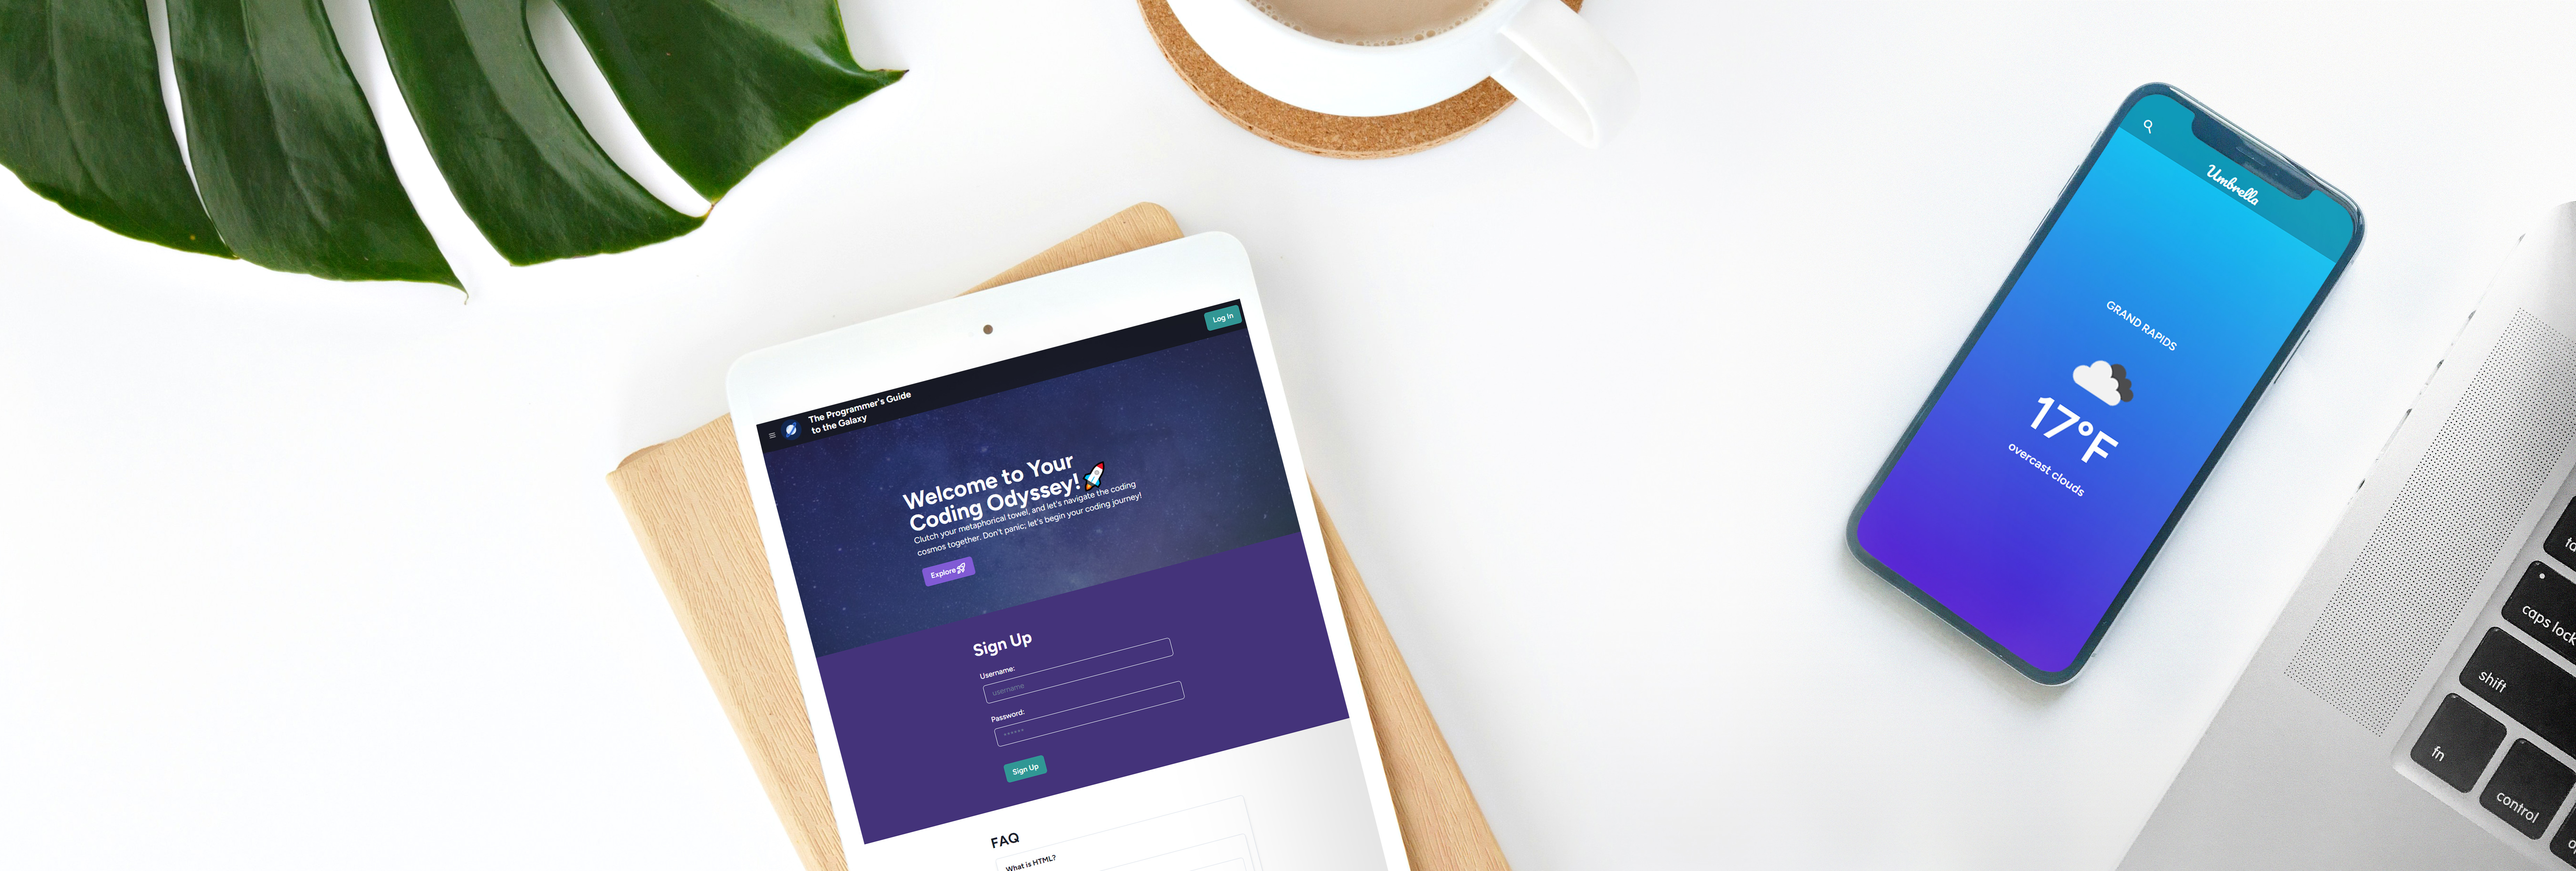 Log In
The Programmer's Guide
to the Galaxy
Welcome to Your
Coding Odyssey!🚀
Clutch your metaphorical towel, and let's navigate the coding
cosmos together. Don't panic; let's begin your coding journey!
Explore
Sign Up
Username:
username
Password:
******
Sign Up
FAQ
What is HTML?
Umbrella
GRAND RAPIDS
17°F
overcast clouds
caps lock
shift
fn
control